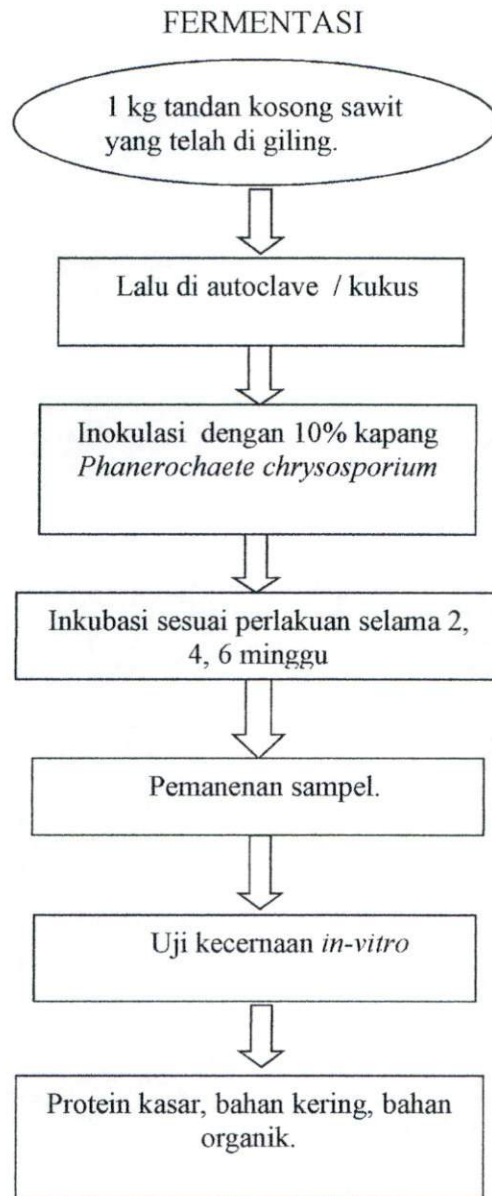 FERMENTASI
1 kg tandan kosong sawit
yang telah di giling.
Lalu di autoclave / kukus
Inokulasi dengan 10% kapang
Phanerochaete chrysosporium
Inkubasi sesuai perlakuan selama 2,
4, 6 minggu
Pemanenan sampel.
Uji kecernaan in-vitro
Protein kasar, bahan kering, bahan
organik.